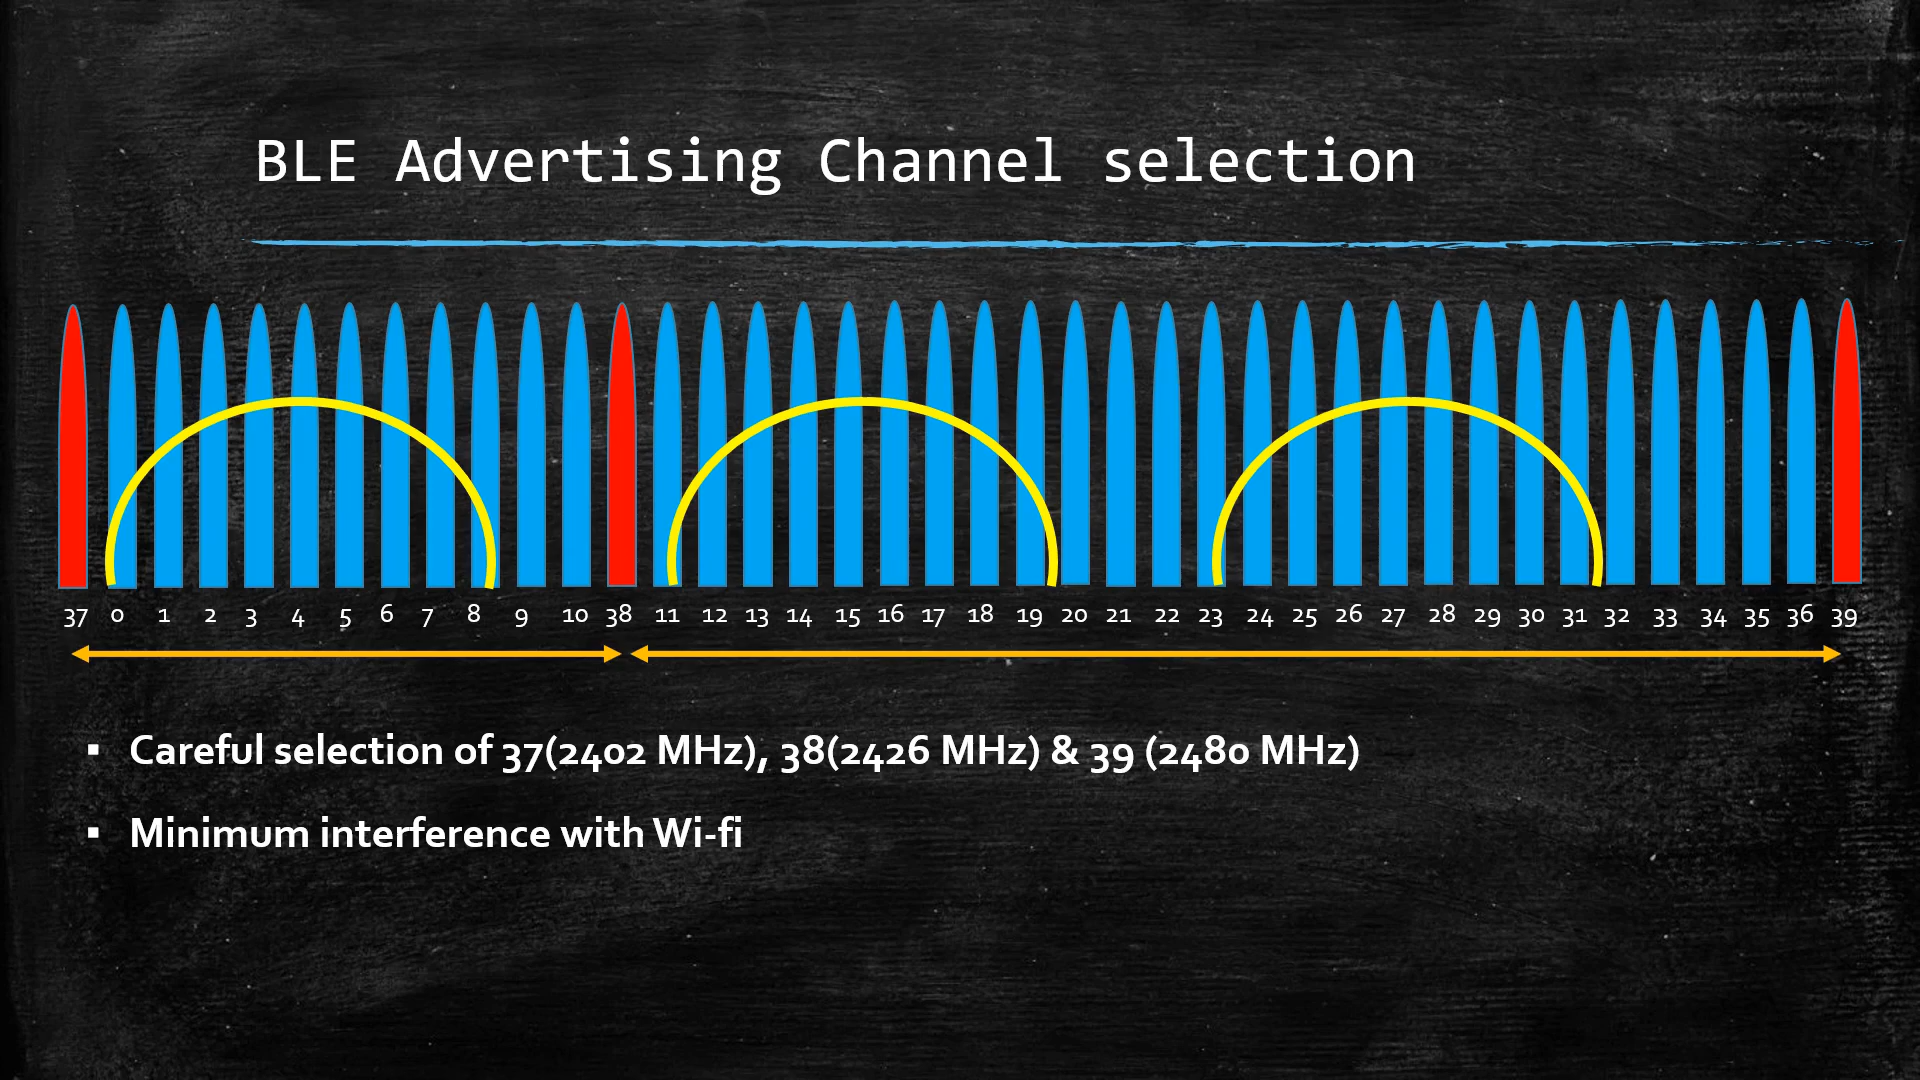 BLE Advertising Channel selection
37 0 1 2 3 4 5 6 7 8 9 10 38 11 12 13 14 15 16 17 18 19 20 21 22 23 24 25 26 27 28 29 30 31 32 33 34 35 36 39
▪ Careful selection of 37(2402 MHz), 38(2426 MHz) & 39 (2480 MHz)
▪ Minimum interference with Wi-fi